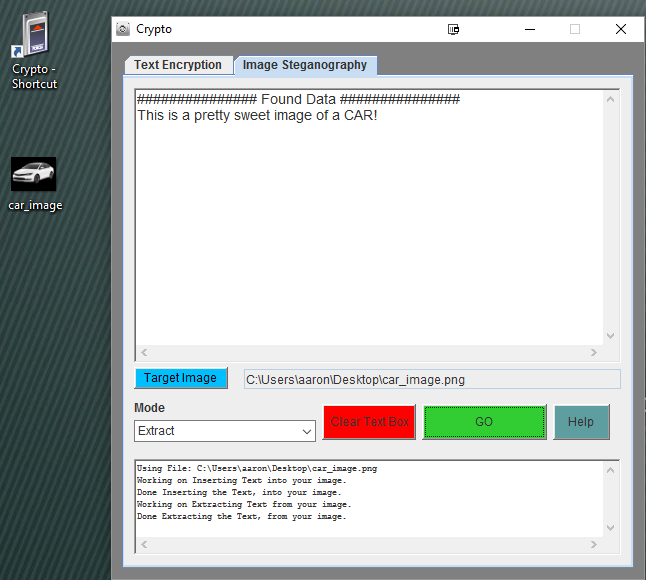 Crypto
Text Encryption
Image Steganography
############### Found Data ###############
This is a pretty sweet image of a CAR!
Crypto -
Shortcut
car_image
Target Image
C:\Users\aaron\Desktop\car_image.png
Mode
Extract
Clear Text Box
GO
Help
Using File: C:\Users\aaron\Desktop\car_image.png
Working on Inserting Text into your image.
Done Inserting the Text, into your image.
Working on Extracting Text from your image.
Done Extracting the Text, from your image.